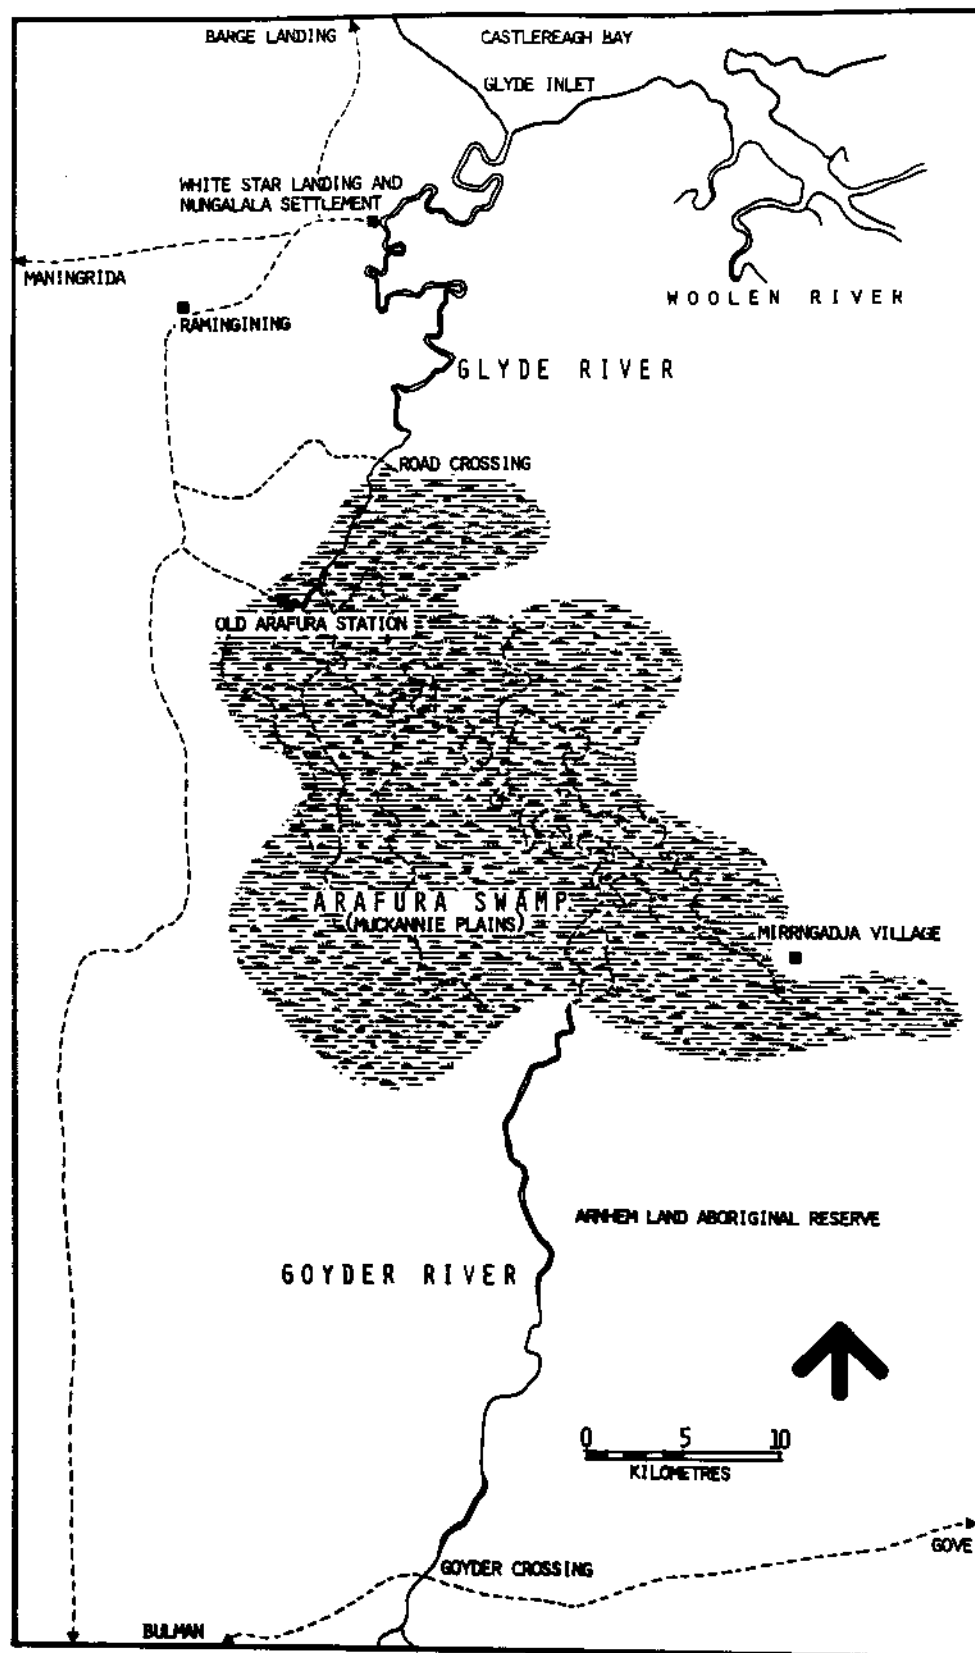 BARGE LANDING
CASTLEREAGH BAY
GLYDE INLET
WHITE STAR LANDING AND
NUNGALALA SETTLEMENT
MANINGRIDA
WOOLEN RIVER
RAMINGINING
GLYDE RIVER
ROAD CROSSING
OLD ARAFURA STATION
ARAFURA SWAMP
(MUCKANNIE PLAINS)
MIRRNGADJA VILLAGE
ARNHEM LAND ABORIGINAL RESERVE
GOYDER RIVER
0 5 10
KILOMETRES
GOVE
GOYDER CROSSING
BULMAN